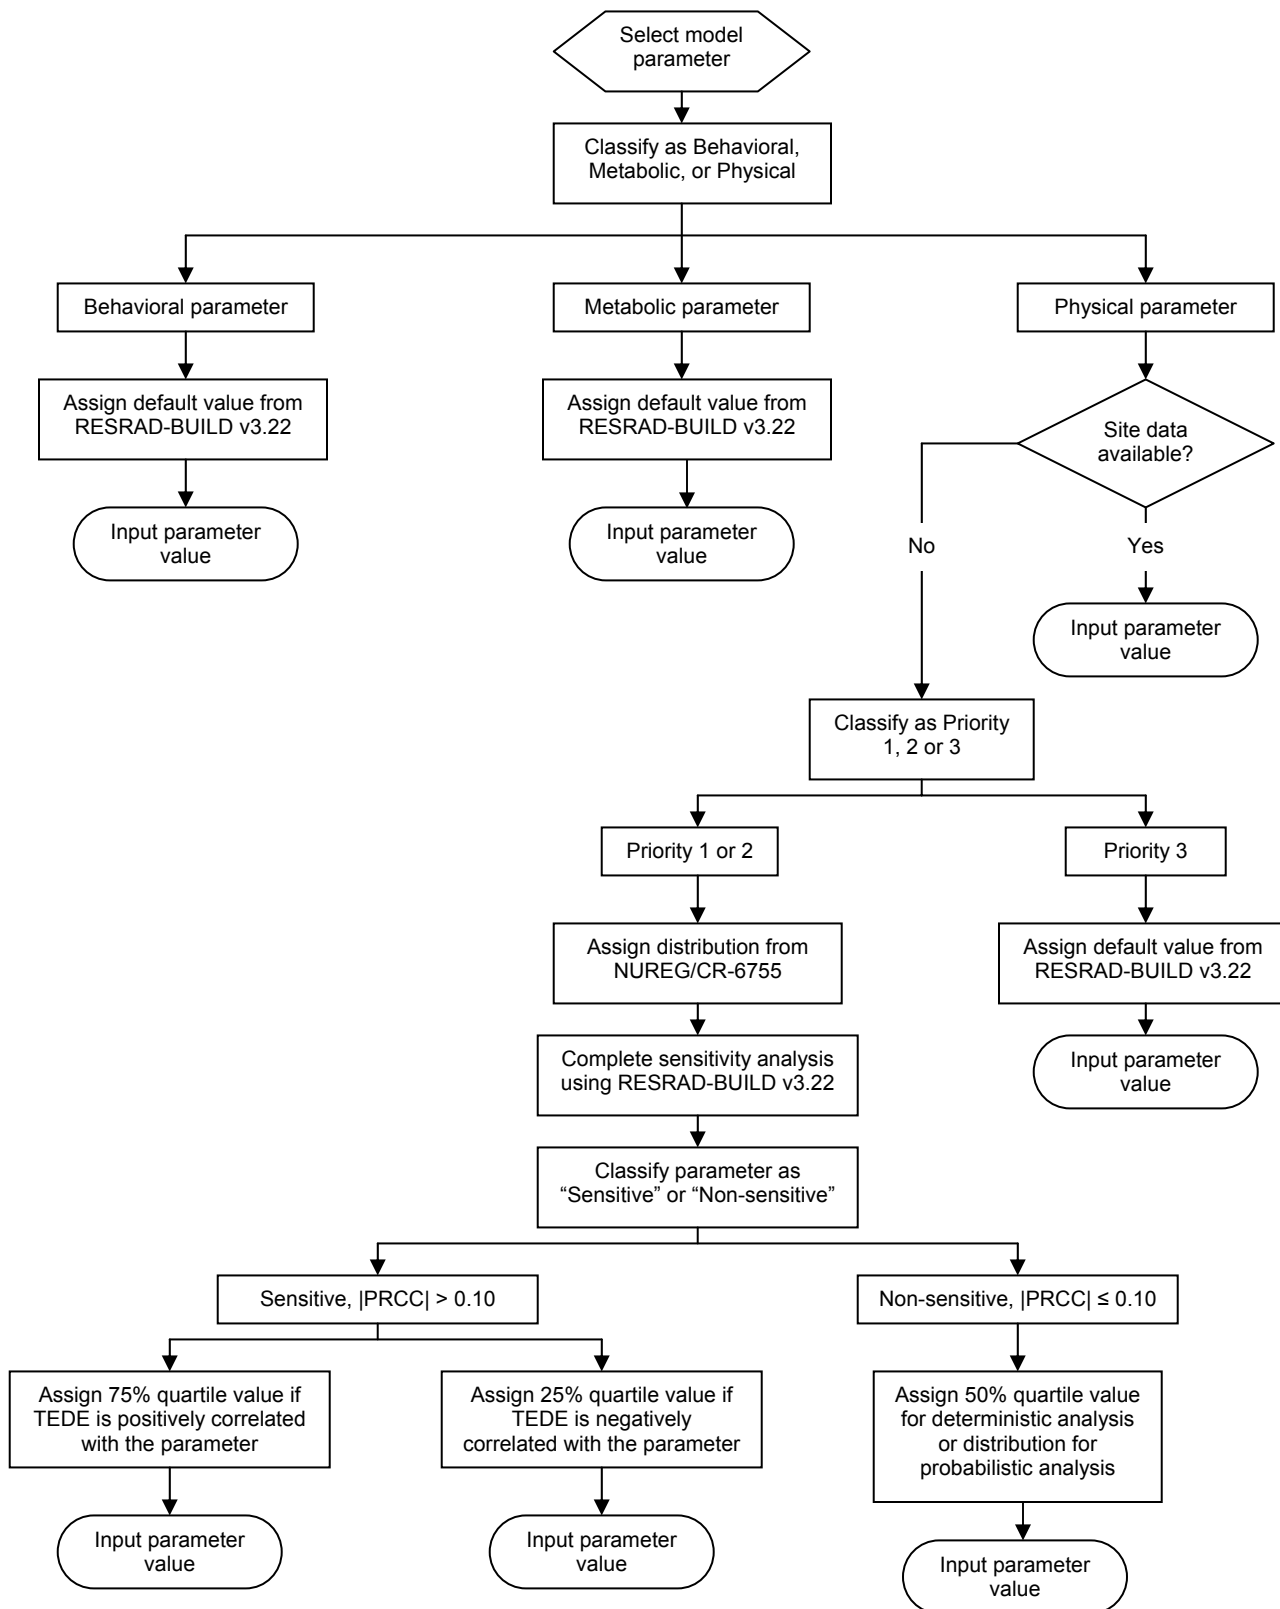 Select model
parameter
Classify as Behavioral,
Metabolic, or Physical
Behavioral parameter
Metabolic parameter
Physical parameter
Assign default value from
RESRAD-BUILD v3.22
Assign default value from
RESRAD-BUILD v3.22
Site data
available?
Input parameter
value
Input parameter
value
No
Yes
Input parameter
value
Classify as Priority
1, 2 or 3
Priority 1 or 2
Priority 3
Assign distribution from
NUREG/CR-6755
Assign default value from
RESRAD-BUILD v3.22
Complete sensitivity analysis
using RESRAD-BUILD v3.22
Input parameter
value
Classify parameter as
“Sensitive” or “Non-sensitive”
Sensitive, |PRCC| > 0.10
Non-sensitive, |PRCC| ≤ 0.10
Assign 75% quartile value if
TEDE is positively correlated
with the parameter
Assign 25% quartile value if
TEDE is negatively
correlated with the parameter
Assign 50% quartile value
for deterministic analysis
or distribution for
probabilistic analysis
Input parameter
value
Input parameter
value
Input parameter
value